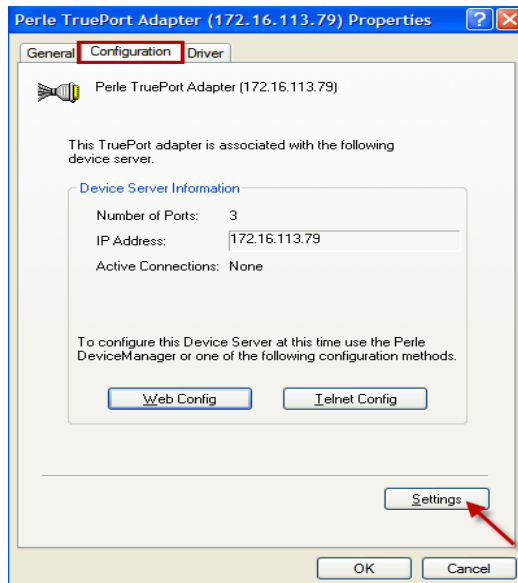 Perle TruePort Adapter (172.16.113.79) Properties
General Configuration Driver
Perle TruePort Adapter (172.16.113.79)
This TruePort adapter is associated with the following
device server.
Device Server Information
Number of Ports: 3
IP Address: 172.16.113.79
Active Connections: None
To configure this Device Server at this time use the Perle
DeviceManager or one of the following configuration methods.
Web Config Telnet Config
Settings
OK Cancel